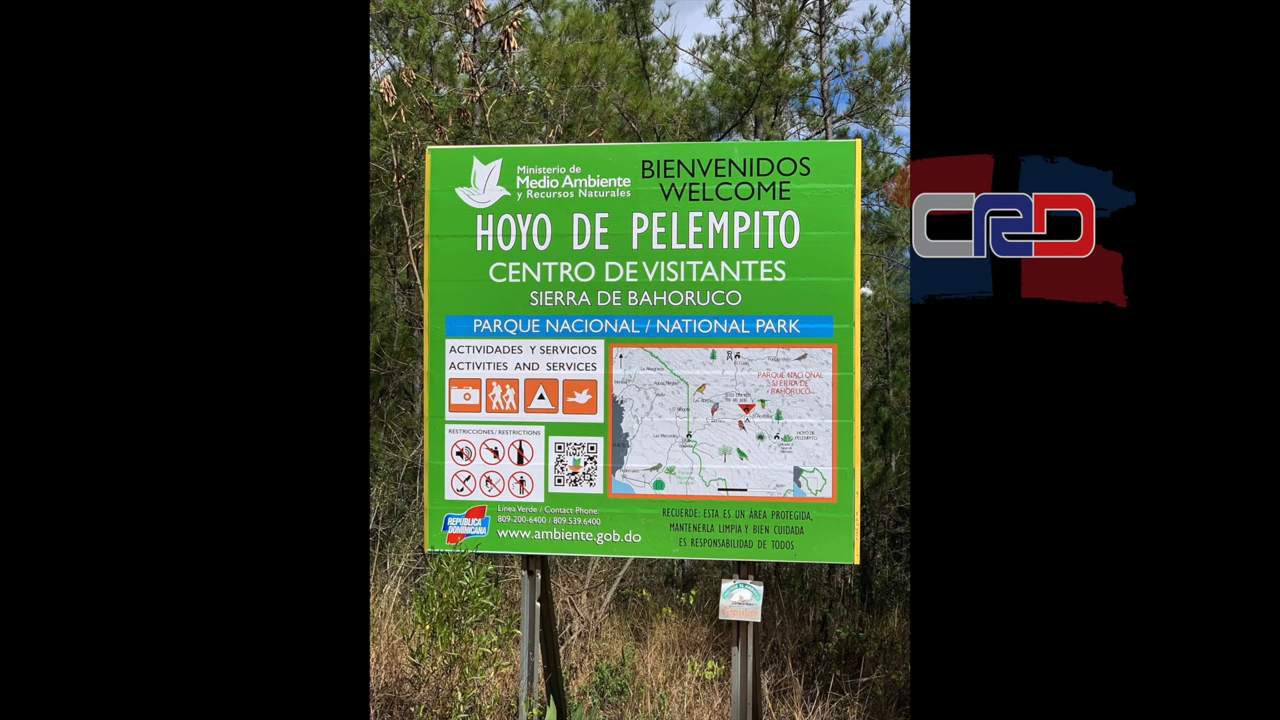 Ministerio de
Medio Ambiente
y Recursos Naturales
BIENVENIDOS
WELCOME
HOYO DE PELEMPITO
CENTRO DE VISITANTES
SIERRA DE BAHORUCO
PARQUE NACIONAL / NATIONAL PARK
ACTIVIDADES Y SERVICIOS
ACTIVITIES AND SERVICES
RESTRICCIONES / RESTRICTIONS
PARQUE NACIONAL
SIERRA DE
BAHORUCO
HOYO DE
PELEMPITO
REPÚBLICA
DOMINICANA
Línea Verde / Contact Phone.
809-200-6400 / 809.539.6400
www.ambiente.gob.do
RECUERDE: ESTA ES UN ÁREA PROTEGIDA,
MANTENERLA LIMPIA Y BIEN CUIDADA
ES RESPONSABILIDAD DE TODOS
CRD